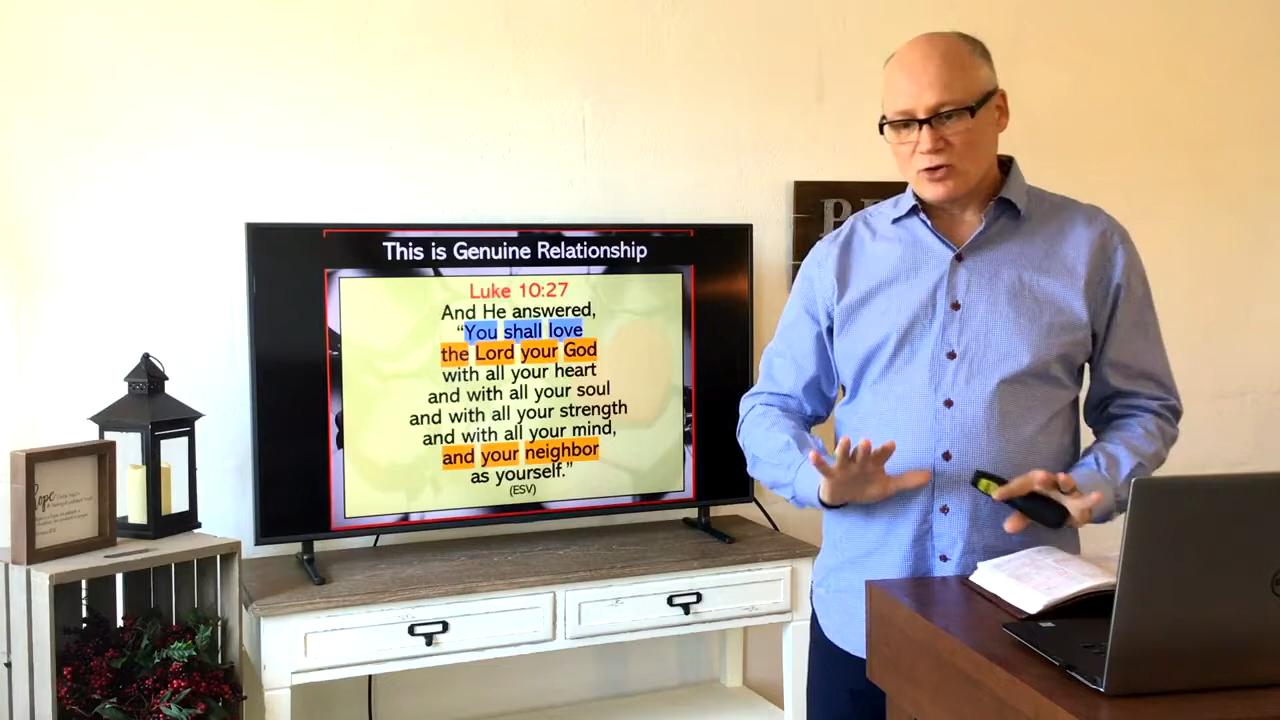 This is Genuine Relationship
Luke 10:27
And He answered,
“You shall love
the Lord your God
with all your heart
and with all your soul
and with all your strength
and with all your mind,
and your neighbor
as yourself.”
(ESV)
Hope